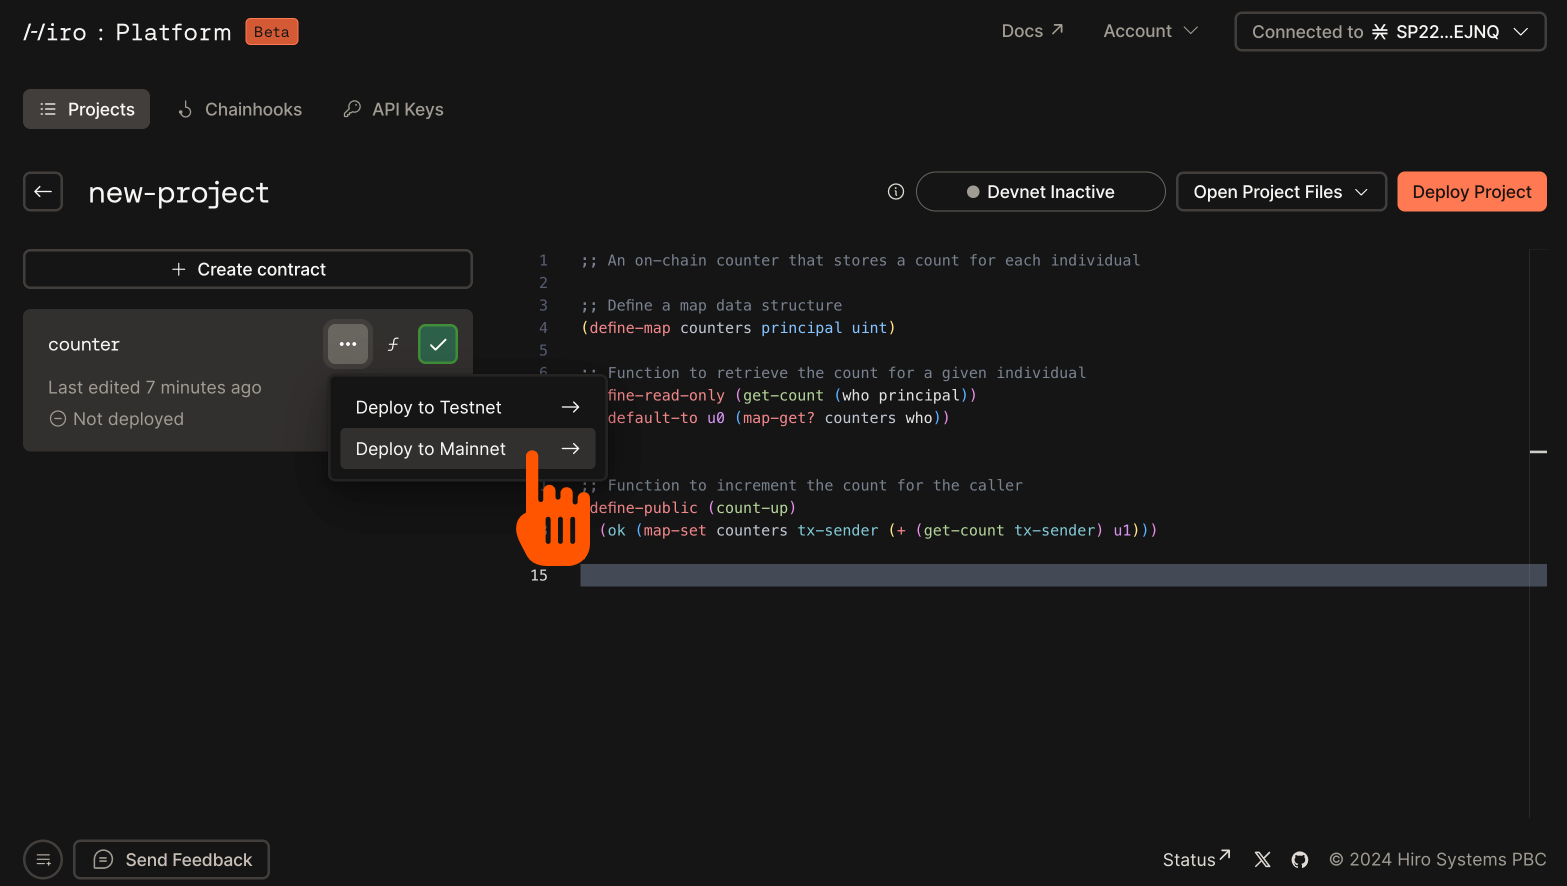 Hiro : Platform Beta
Docs Account Connected to SP22...EJNQ
Projects Chainhooks API Keys
new-project
Devnet Inactive Open Project Files Deploy Project
Create contract
counter
Last edited 7 minutes ago
Not deployed
Deploy to Testnet
Deploy to Mainnet
1 ;; An on-chain counter that stores a count for each individual
2
3 ;; Define a map data structure
4 (define-map counters principal uint)
5
6 ;; Function to retrieve the count for a given individual
fine-read-only (get-count (who principal))
default-to u0 (map-get? counters who))
;; Function to increment the count for the caller
define-public (count-up)
(ok (map-set counters tx-sender (+ (get-count tx-sender) u1)))
15
Send Feedback
Status © 2024 Hiro Systems PBC